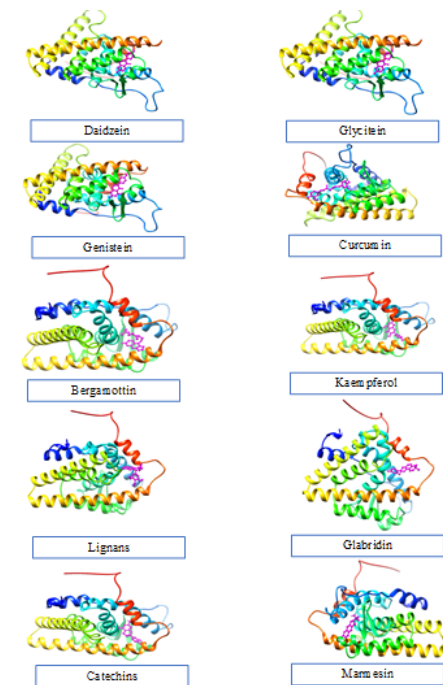 Daidzein
Glycitein
Genistein
Curcumin
Bergamottin
Kaempferol
Lignans
Glabridin
Catechins
Marmesin